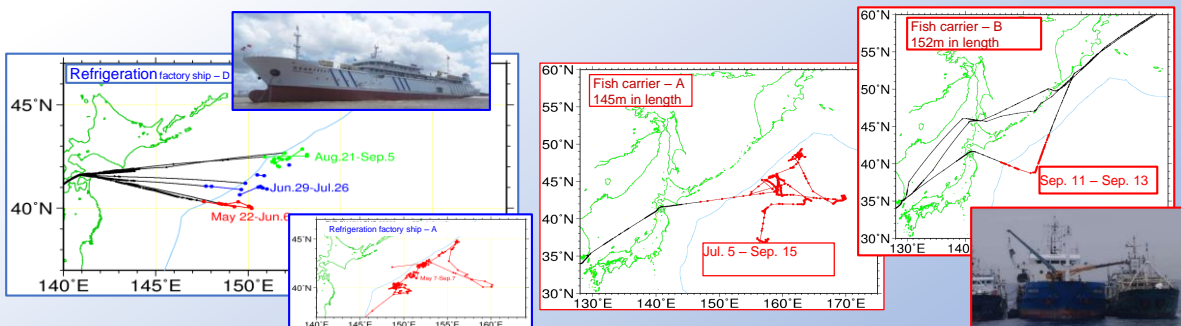 Refrigeration factory ship – D
45˚N
40˚N
140˚E
145˚E
150˚E
Aug.21-Sep.5
Jun.29-Jul.26
May 22-Jun.6
Refrigeration factory ship – A
45˚N
40˚N
140˚E
145˚E
150˚E
155˚E
160˚E
May 7-Sep.7
Fish carrier – A
145m in length
60˚N
55˚N
50˚N
45˚N
40˚N
35˚N
30˚N
130˚E
140˚E
150˚E
160˚E
170˚E
Jul. 5 – Sep. 15
Fish carrier – B
152m in length
60˚N
55˚N
50˚N
45˚N
40˚N
35˚N
30˚N
130˚E
140˚E
150˚E
Sep. 11 – Sep. 13